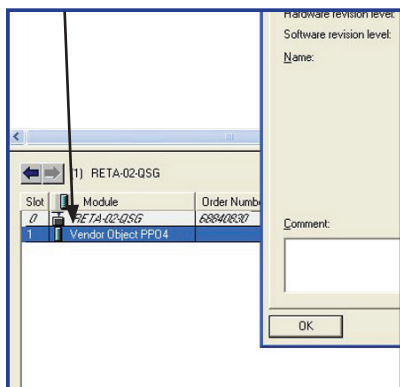 Hardware revision level:
Software revision level:
Name:
(1) RETA-02-QSG
Slot Module Order Numbe
0 RETA-02-QSG 68840830
1 Vendor Object PPO4
Comment:
OK